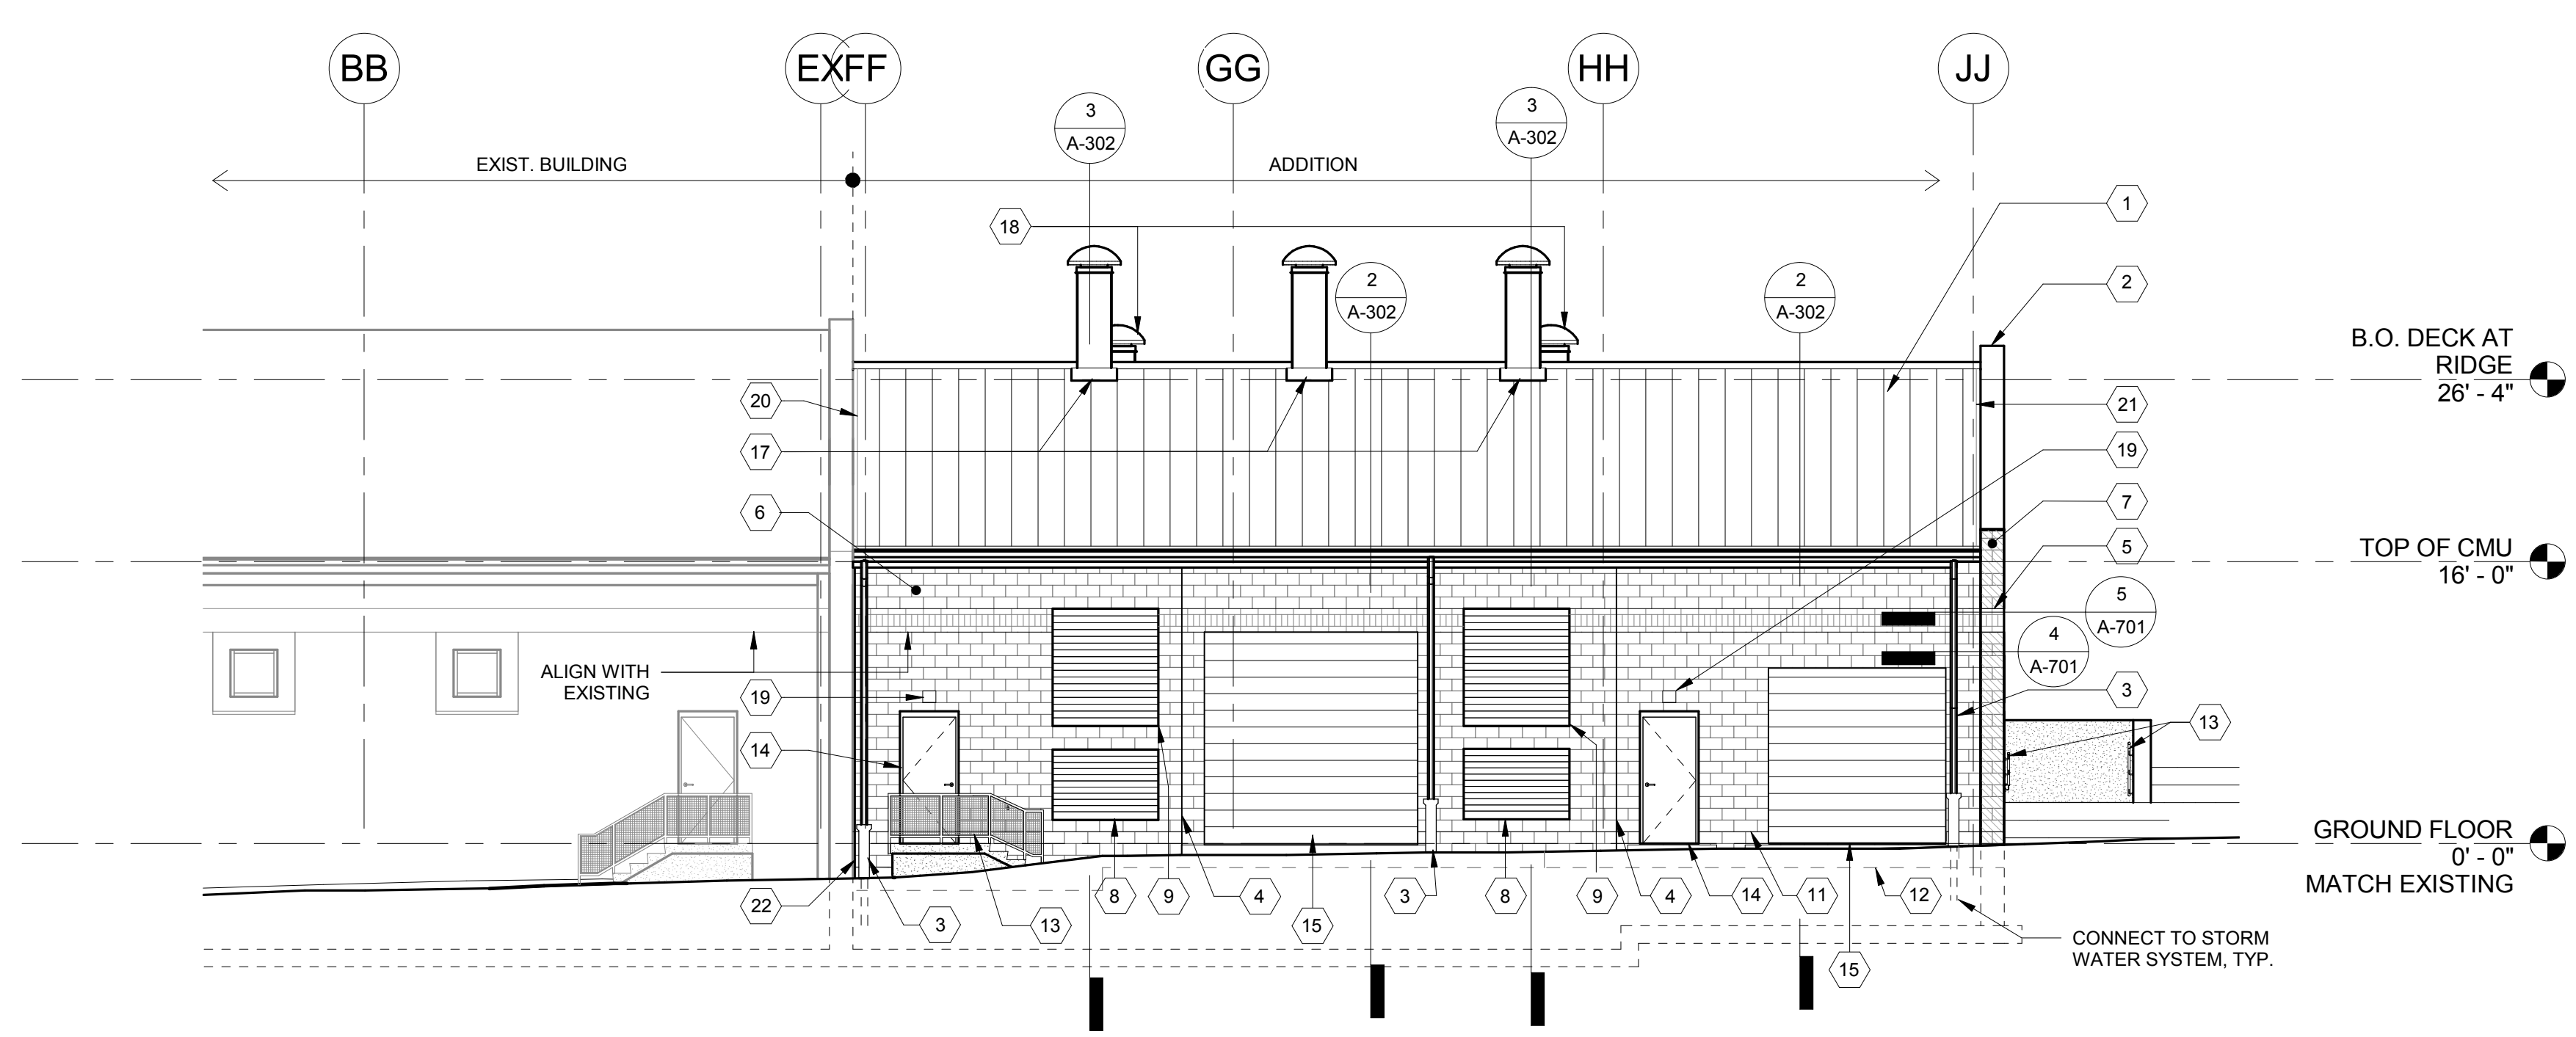 BB
EX
FF
GG
HH
JJ
3
A-302
3
A-302
EXIST. BUILDING
ADDITION
1
18
2
A-302
2
A-302
2
B.O. DECK AT
RIDGE
26' - 4"
20
21
17
19
6
7
5
TOP OF CMU
16' - 0"
5
A-701
4
A-701
ALIGN WITH
EXISTING
19
3
13
14
GROUND FLOOR
0' - 0"
MATCH EXISTING
22
3
13
8
9
4
15
3
8
9
4
14
11
12
15
CONNECT TO STORM
WATER SYSTEM, TYP.